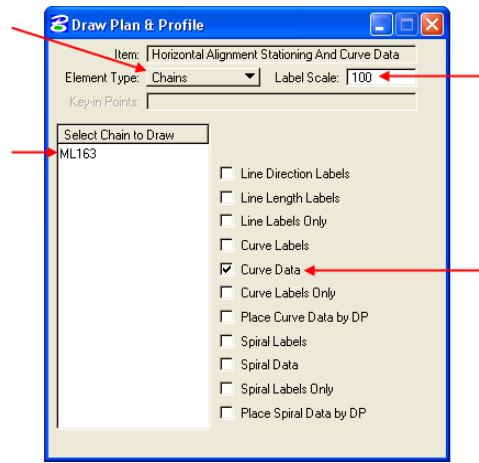 Draw Plan & Profile
Item: Horizontal Alignment Stationing And Curve Data
Element Type: Chains Label Scale: 100
Key-in Points:
Select Chain to Draw
ML163
Line Direction Labels
Line Length Labels
Line Labels Only
Curve Labels
Curve Data
Curve Labels Only
Place Curve Data by DP
Spiral Labels
Spiral Data
Spiral Labels Only
Place Spiral Data by DP